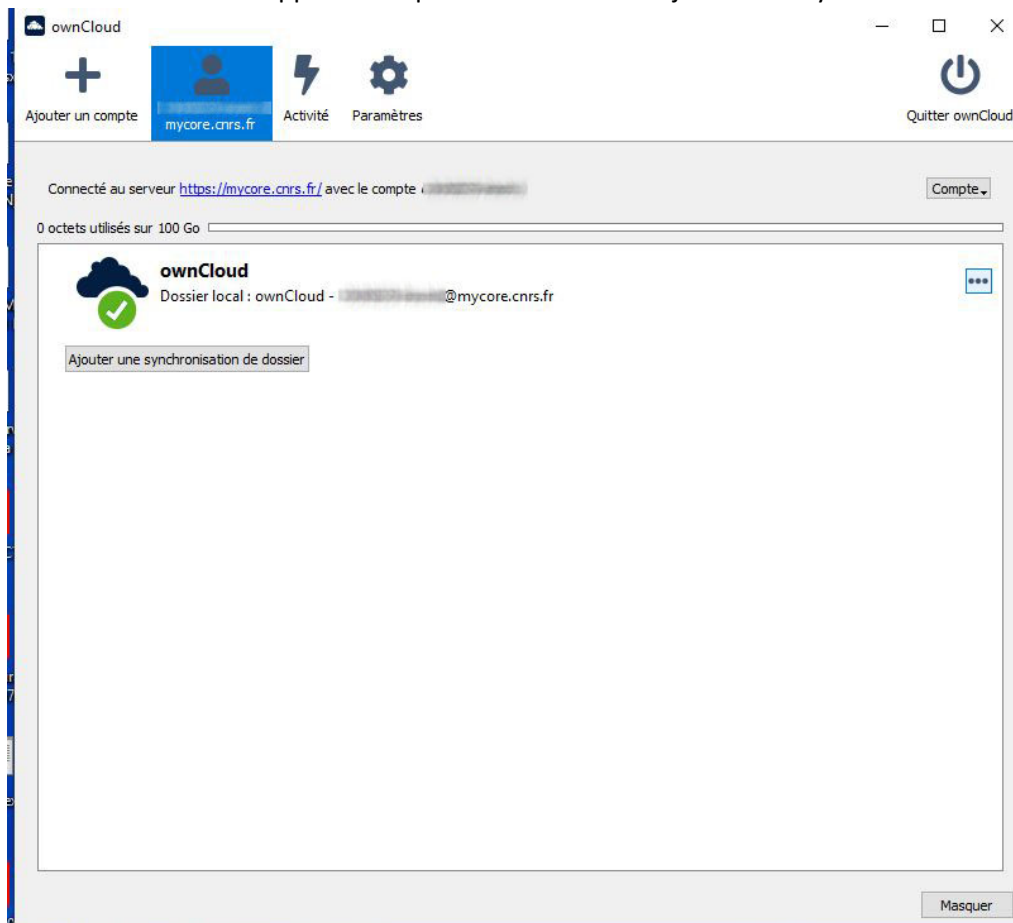 ownCloud
Ajouter un compte
mycore.cnrs.fr
Activité
Paramètres
Quitter ownCloud
Connecté au serveur https://mycore.cnrs.fr/ avec le compte
Compte
0 octets utilisés sur 100 Go
ownCloud
Dossier local : ownCloud - @mycore.cnrs.fr
Ajouter une synchronisation de dossier
Masquer